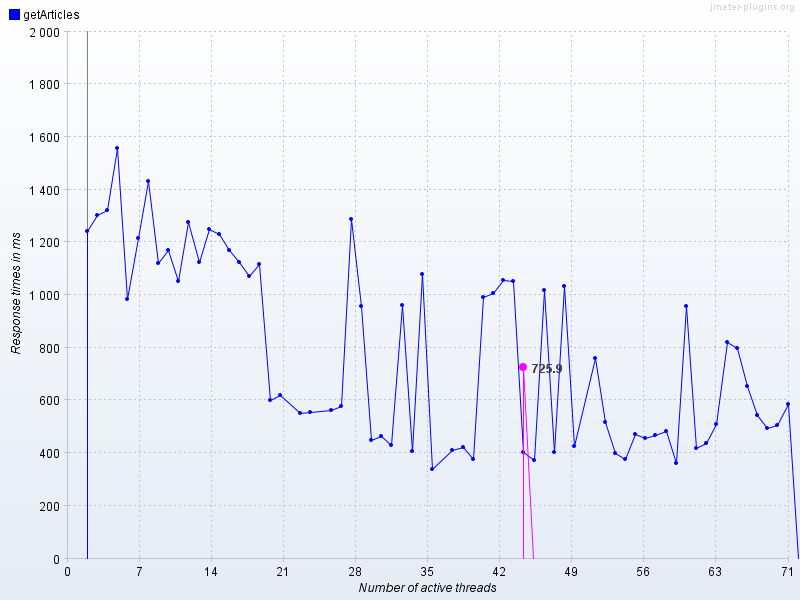 jmeter-plugins.org
getArticles
2 000
1 800
1 600
1 400
1 200
1 000
800
600
400
200
0
Response times in ms
725.9
0 7 14 21 28 35 42 49 56 63 71
Number of active threads